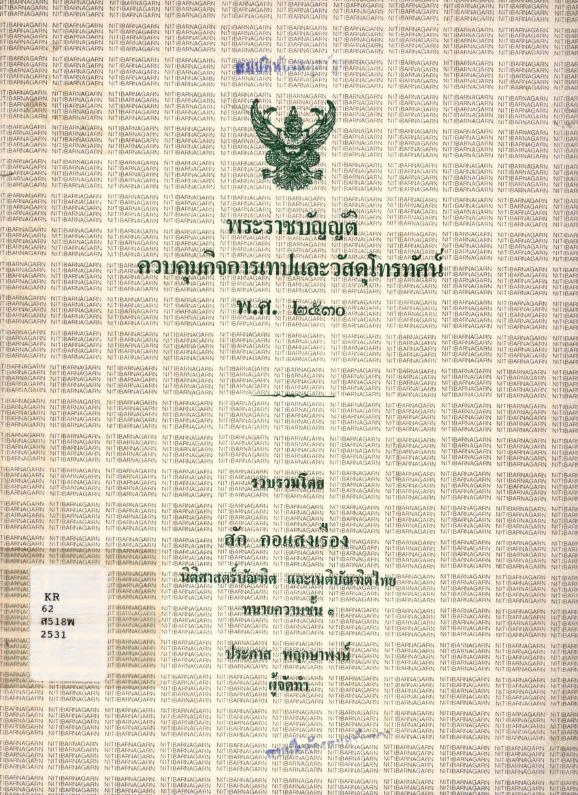 พระราชบัญญัติ
ควบคุมกิจการเทปและวัสดุโทรทัศน์
พ.ศ. ๒๕๓๐
รวบรวมโดย
สัก กอแสงเรือง
นิติศาสตร์บัณฑิต และเนติบัณฑิตไทย
ทนายความชั้น ๑
ประกาศ พฤกษาพงษ์
ผู้จัดทำ
KR
62
ส518พ
2531
NITIBARNAGARN